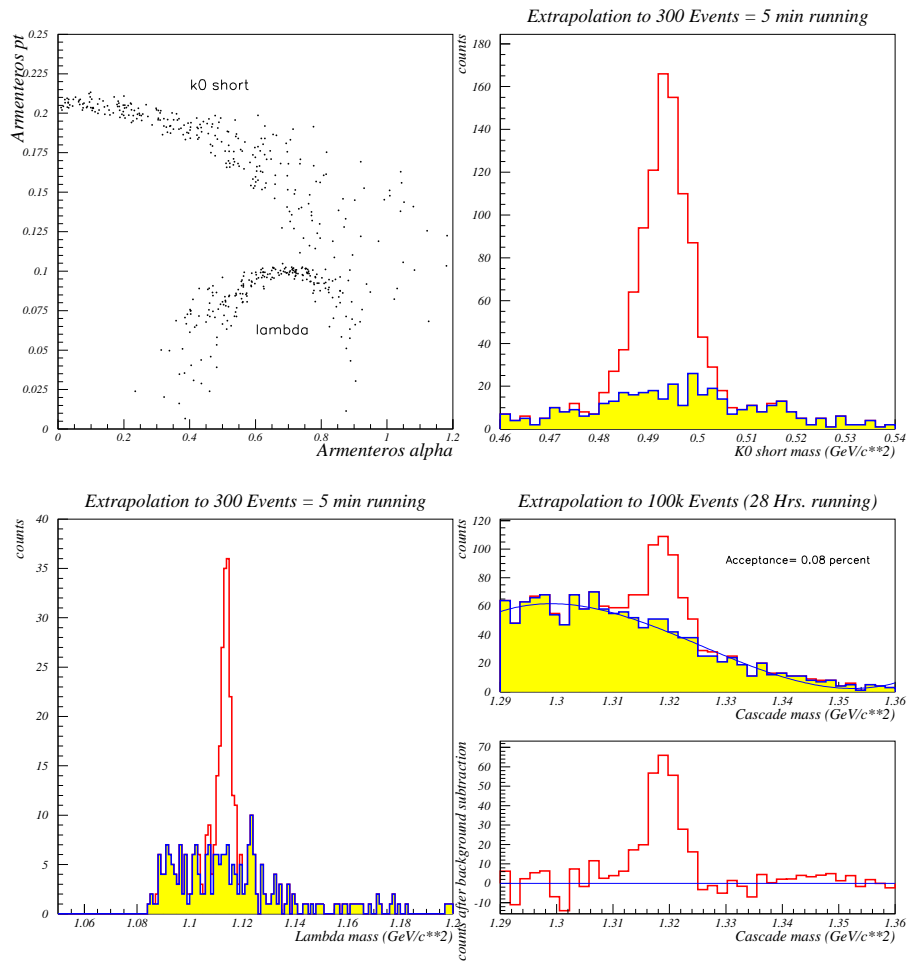 Armenteros pt
0.25
0.225
0.2
0.175
0.15
0.125
0.1
0.075
0.05
0.025
0
k0 short
lambda
0 0.2 0.4 0.6 0.8 1 1.2
Armenteros alpha
Extrapolation to 300 Events = 5 min running
counts
180
160
140
120
100
80
60
40
20
0
0.46 0.47 0.48 0.49 0.5 0.51 0.52 0.53 0.54
K0 short mass (GeV/c**2)
Extrapolation to 300 Events = 5 min running
counts
40
35
30
25
20
15
10
5
0
1.06 1.08 1.1 1.12 1.14 1.16 1.18 1.2
Lambda mass (GeV/c**2)
Extrapolation to 100k Events (28 Hrs. running)
counts
120
100
80
60
40
20
0
Acceptance= 0.08 percent
1.29 1.3 1.31 1.32 1.33 1.34 1.35 1.36
Cascade mass (GeV/c**2)
counts after background subtraction
70
60
50
40
30
20
10
0
-10
1.29 1.3 1.31 1.32 1.33 1.34 1.35 1.36
Cascade mass (GeV/c**2)